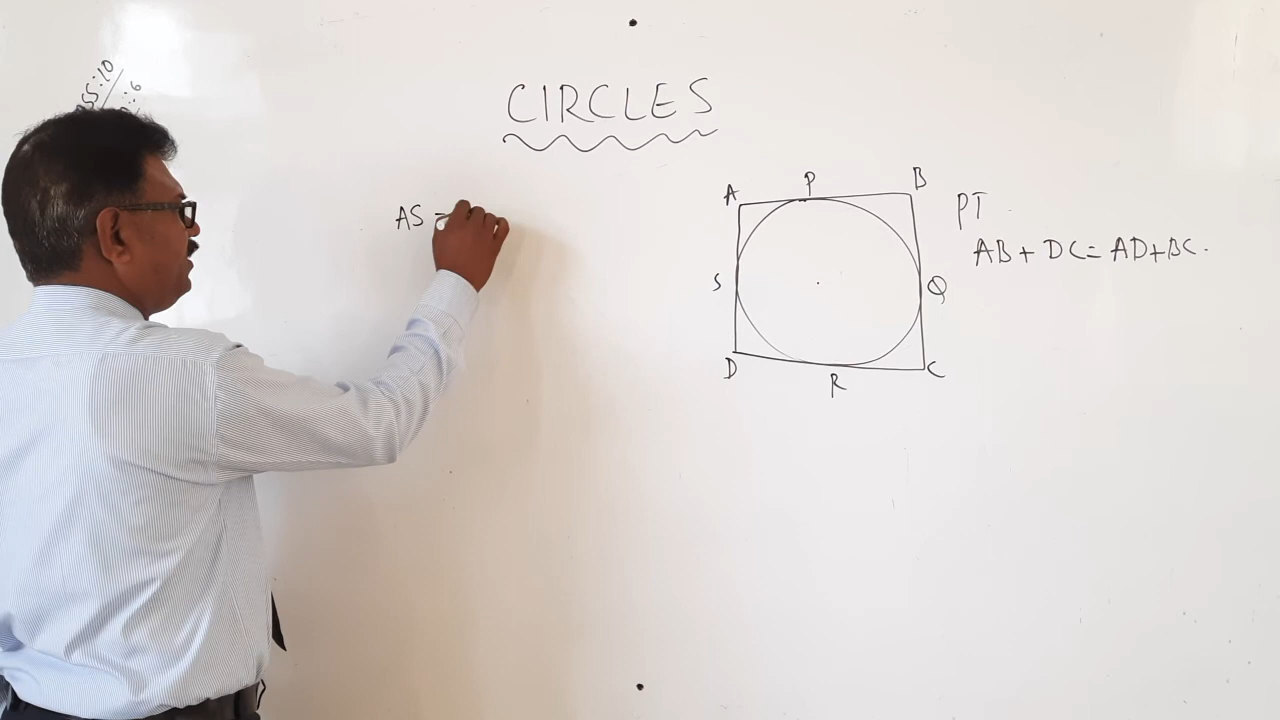 CIRCLES
AS =
A P B
S Q
D R C
PT
AB + DC = AD + BC.